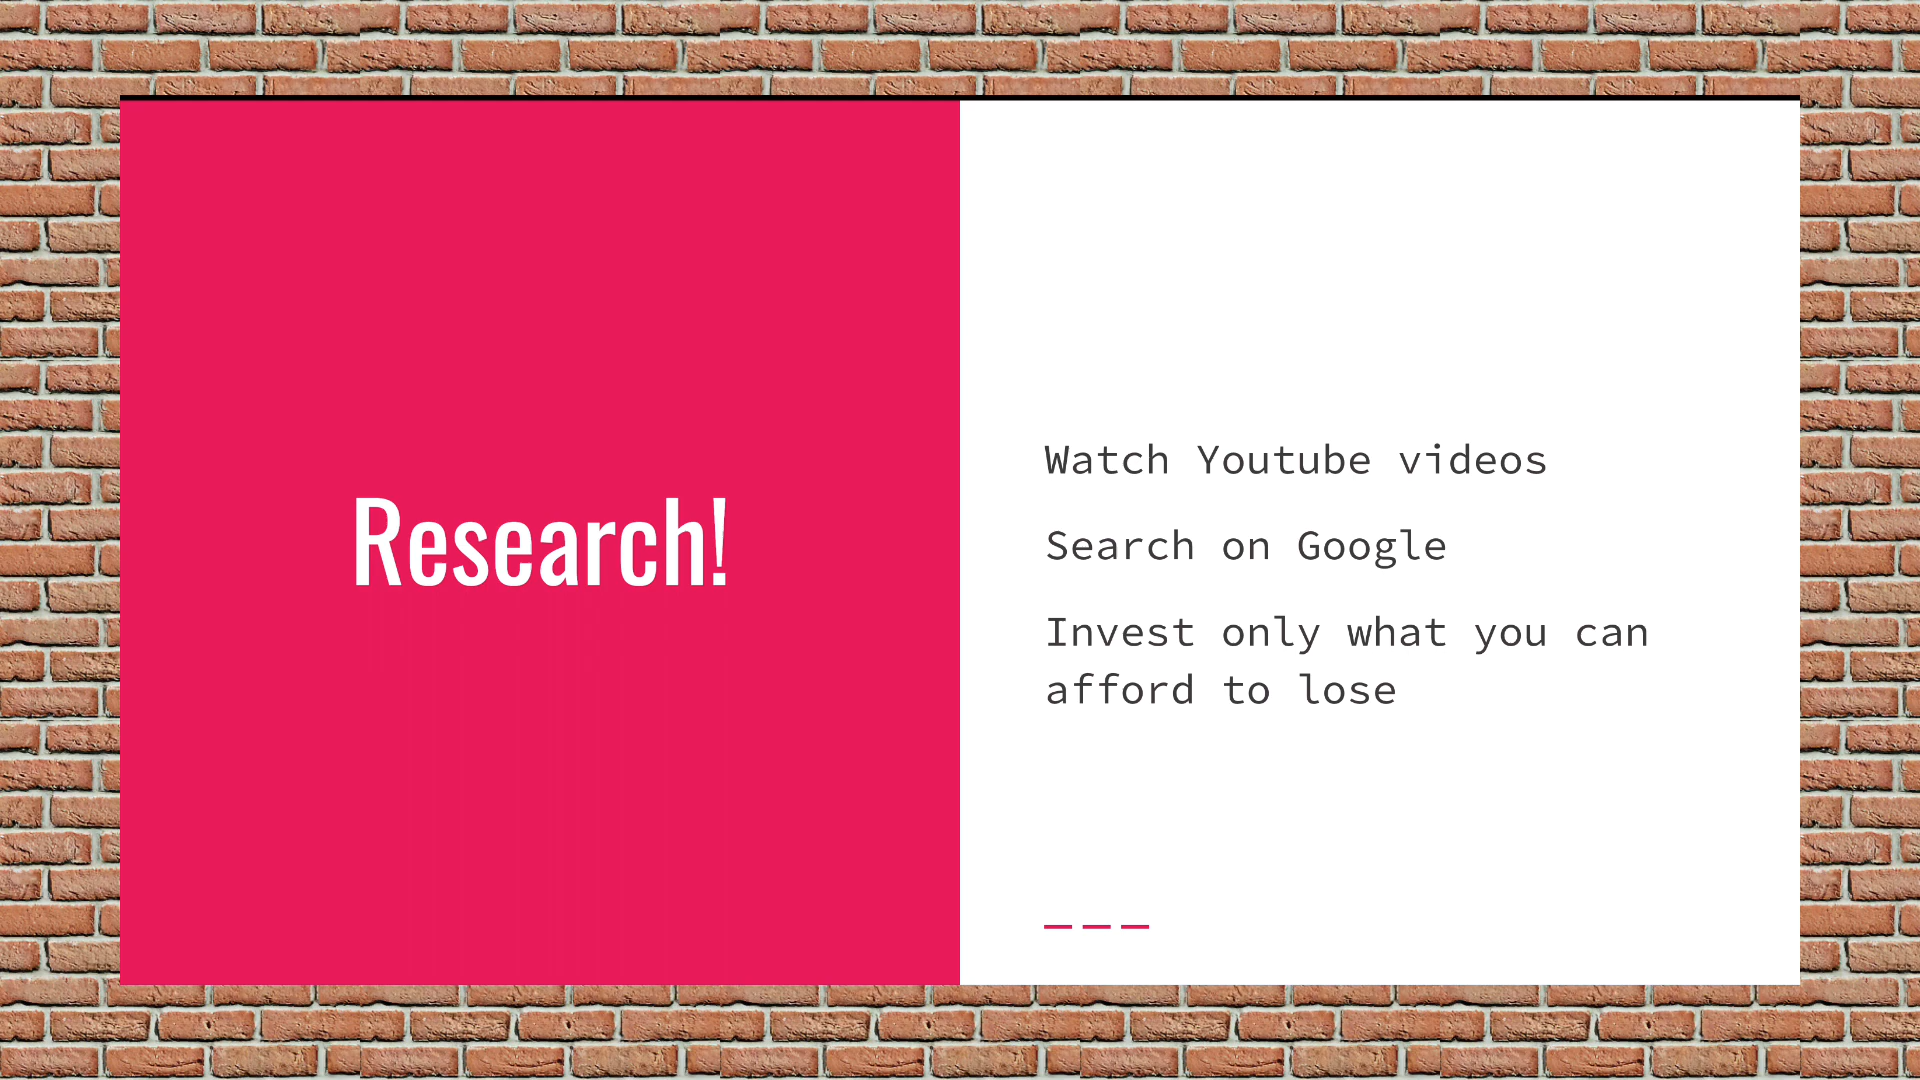 Research!
Watch Youtube videos
Search on Google
Invest only what you can
afford to lose